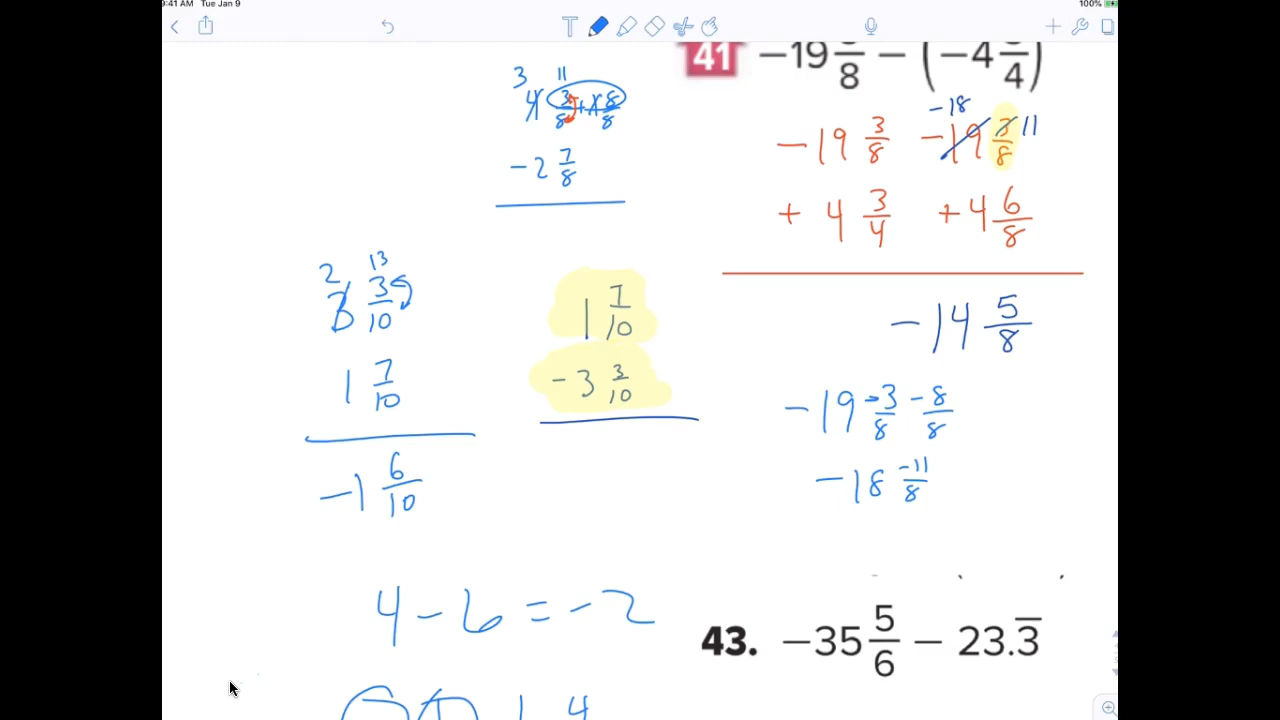 9:41 AM Tue Jan 9
100%
3 11
4 3/8 + 1 8/8
-2 7/8
2 13
3 3/10
1 7/10
-1 6/10
1 7/10
-3 3/10
4 - 6 = -2
1 4
41 -19 /8 - (-4 /4)
-18
-19 3/8 -19 3/8 11
+ 4 3/4 +4 6/8
-14 5/8
-19 -3/8 -8/8
-18 -11/8
43. -35 5/6 - 23.3̅